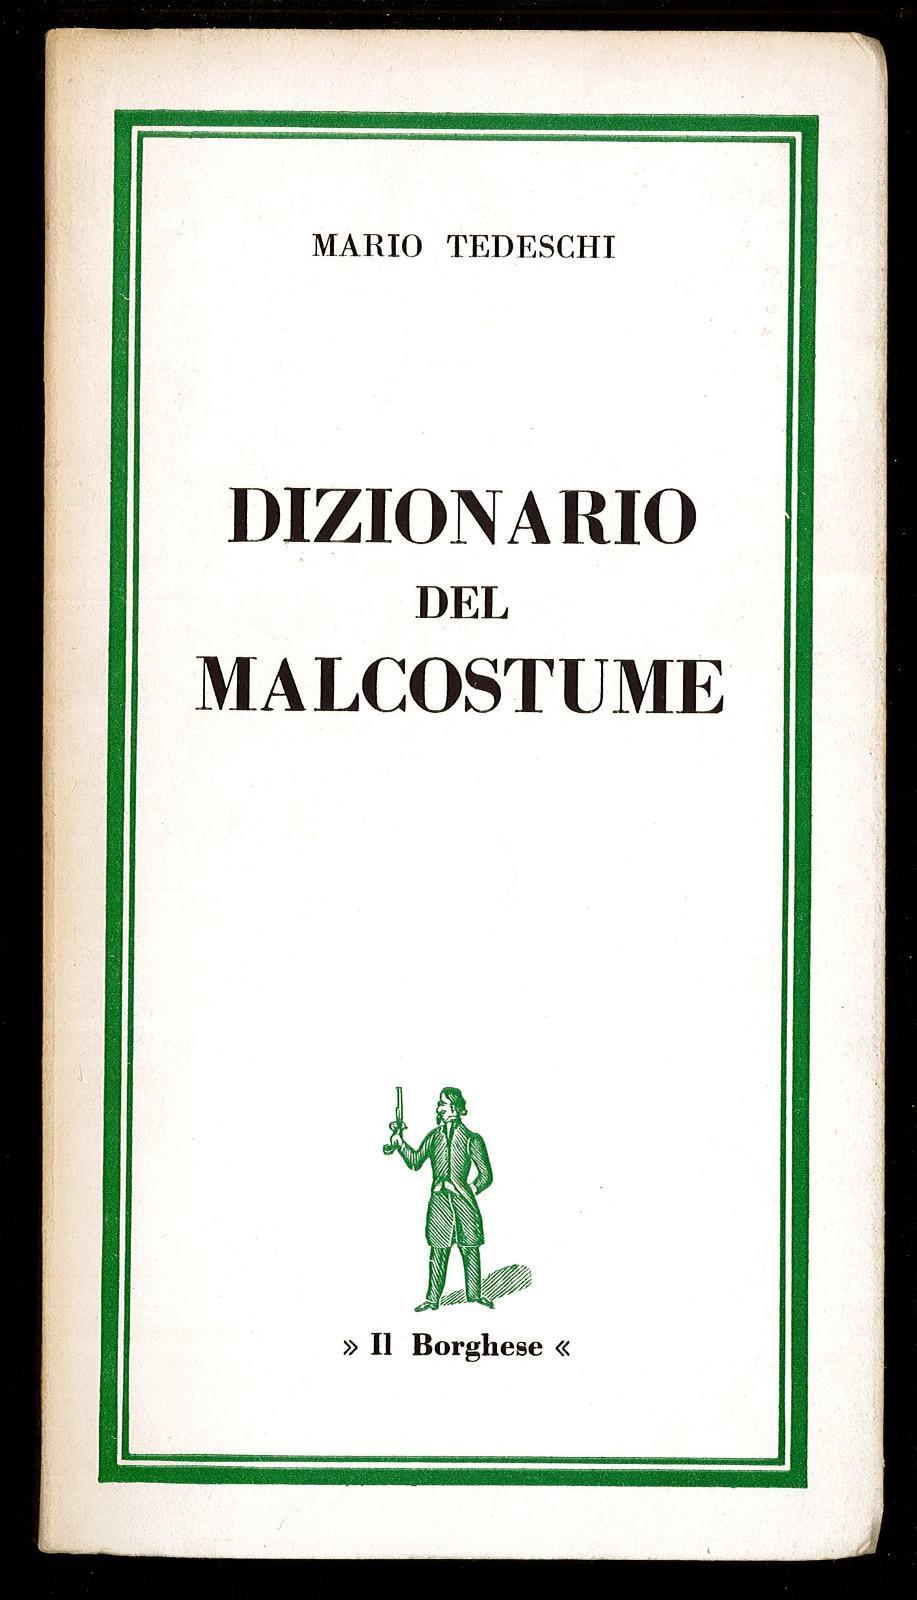 MARIO TEDESCHI
DIZIONARIO
DEL
MALCOSTUME
» Il Borghese «